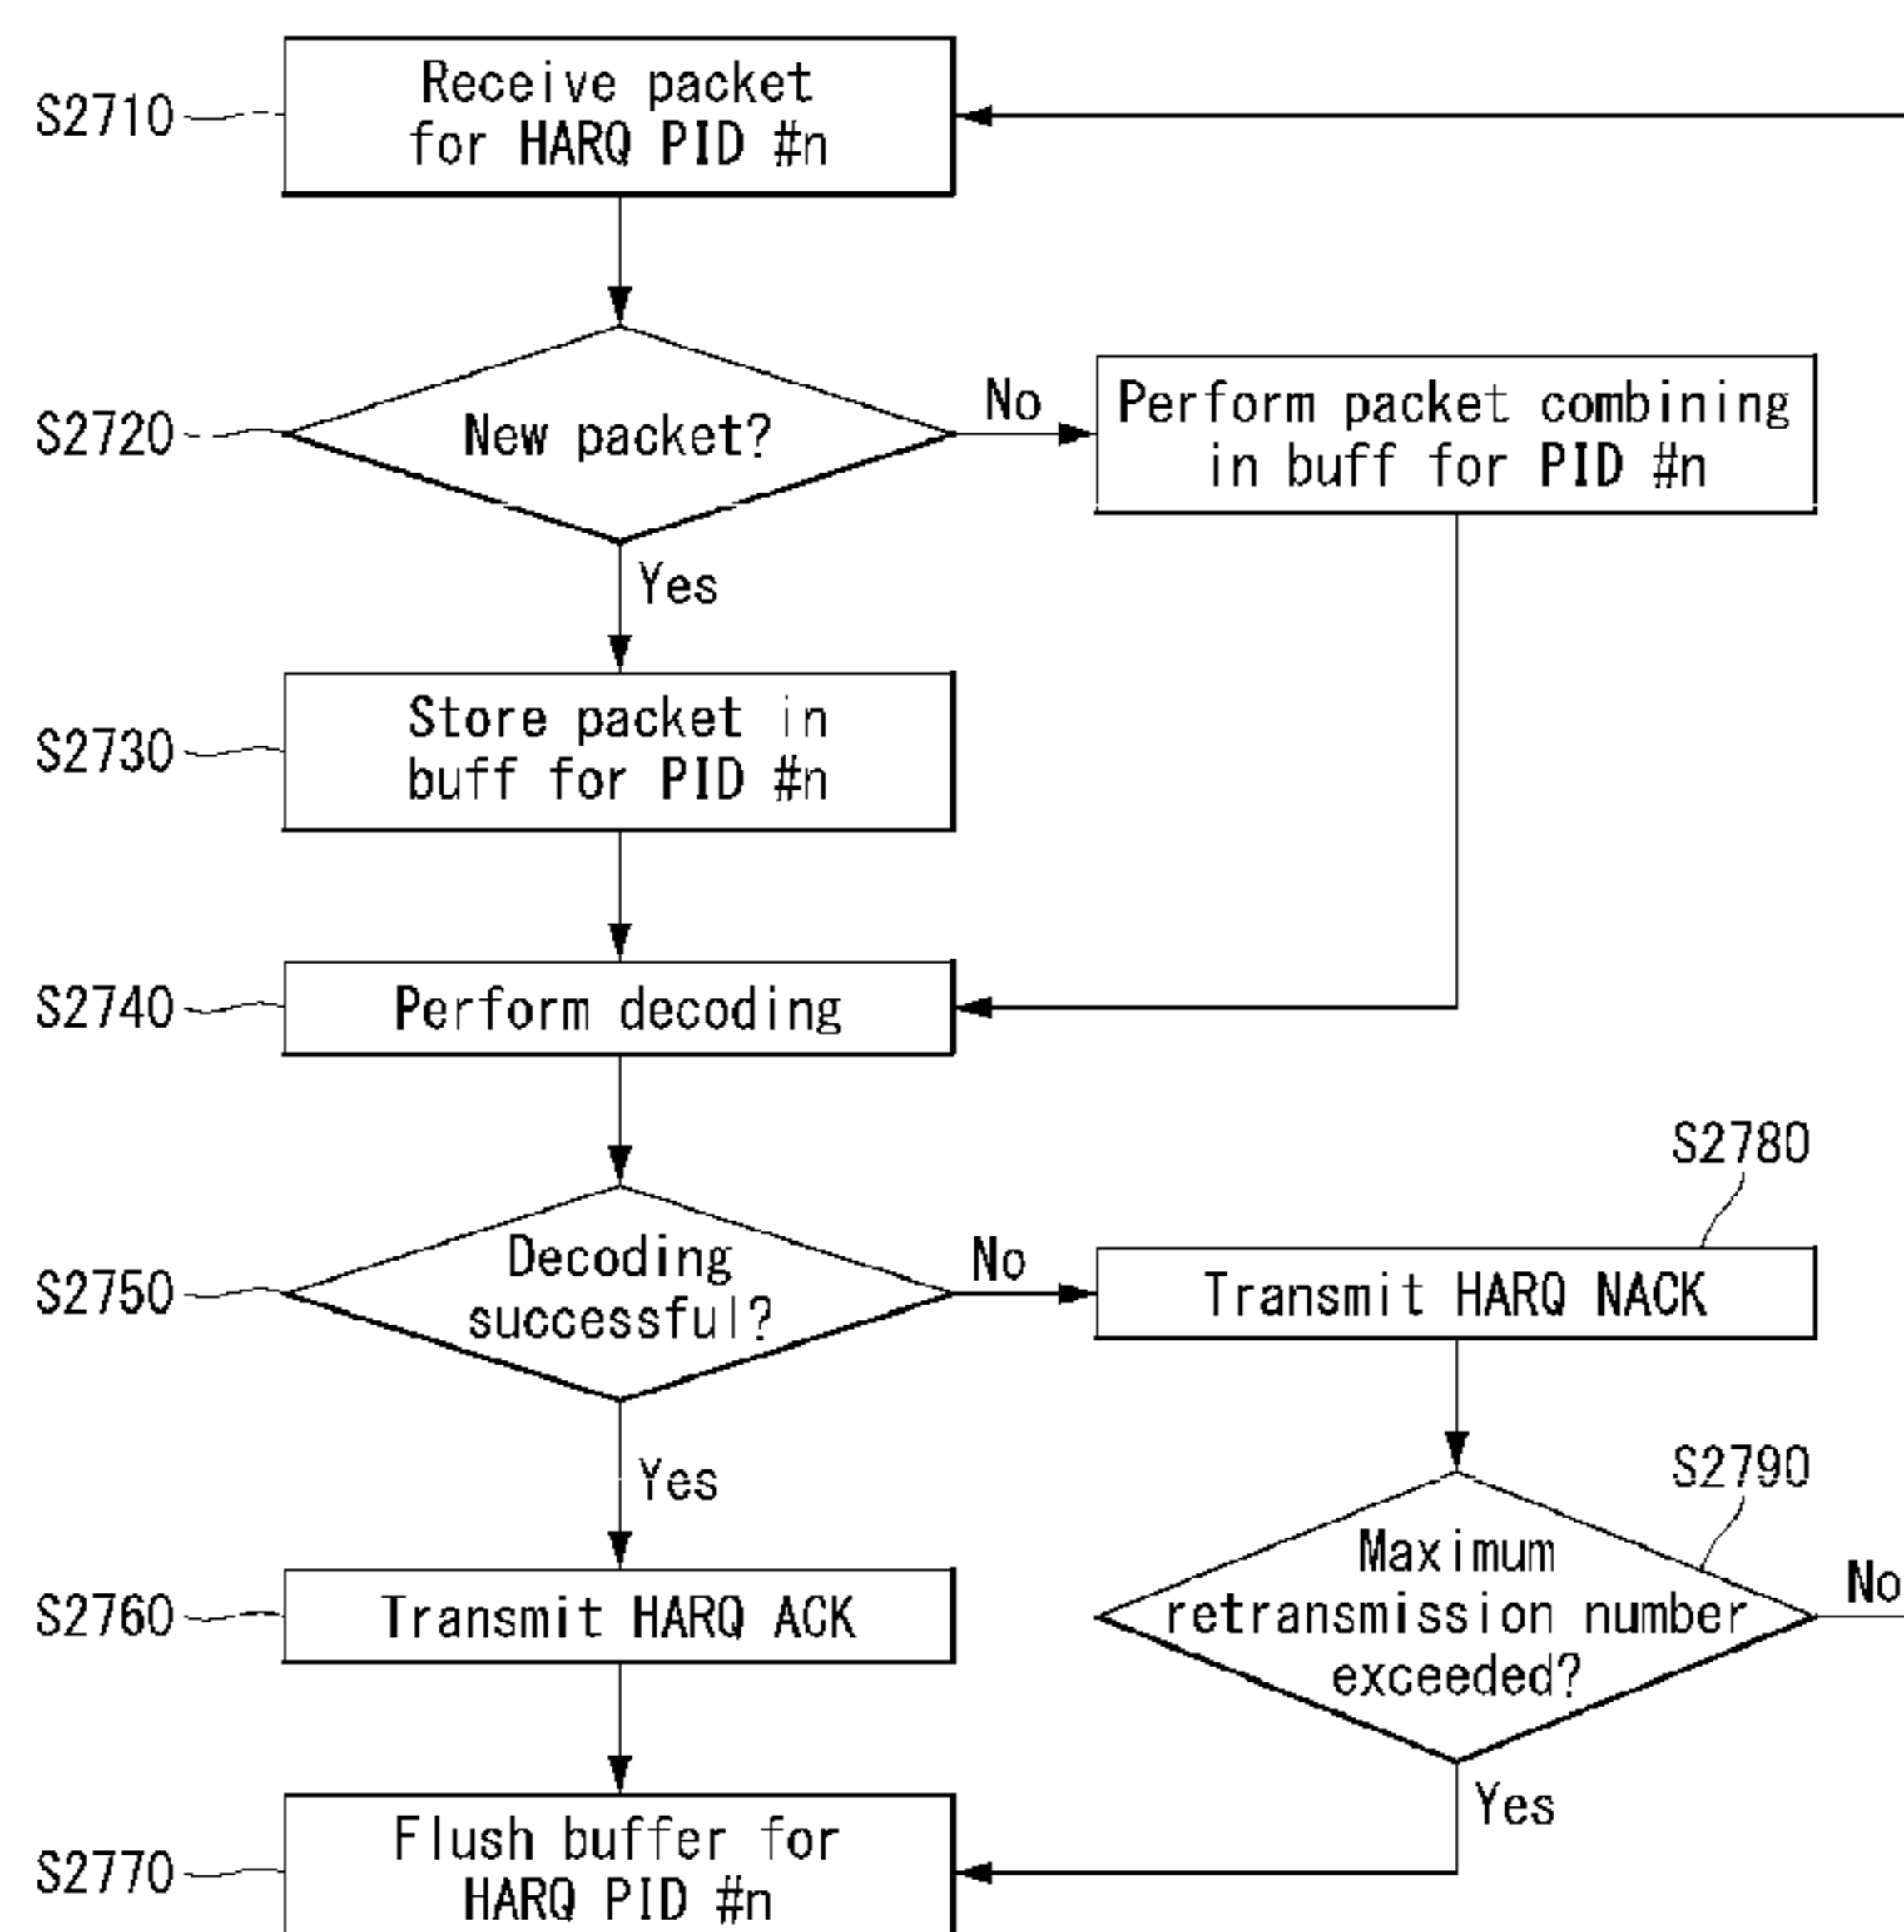 S2710
Receive packet
for HARQ PID #n
S2720
New packet?
No
Perform packet combining
in buff for PID #n
Yes
S2730
Store packet in
buff for PID #n
S2740
Perform decoding
S2750
Decoding
successful?
No
S2780
Transmit HARQ NACK
Yes
S2790
Maximum
retransmission number
exceeded?
No
S2760
Transmit HARQ ACK
Yes
S2770
Flush buffer for
HARQ PID #n